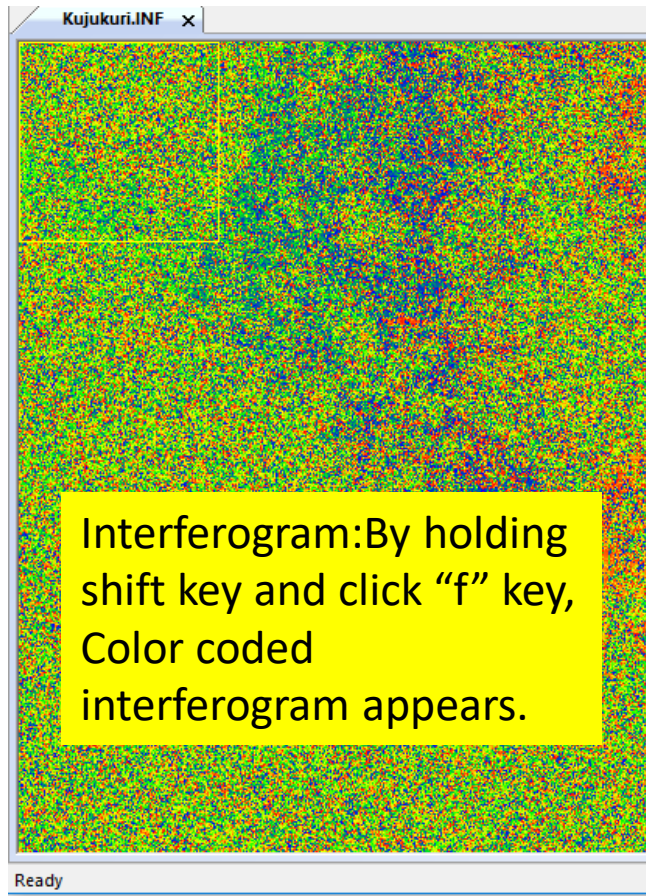 Kujukuri.INF x
Interferogram:By holding
shift key and click “f” key,
Color coded
interferogram appears.
Ready